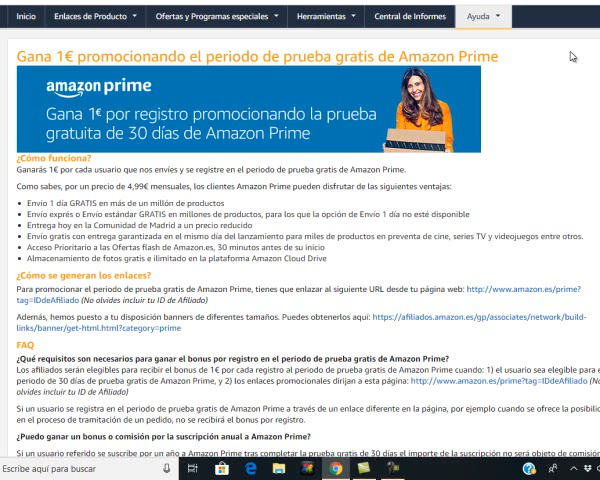 Inicio Enlaces de Producto Ofertas y Programas especiales Herramientas Central de Informes Ayuda
Gana 1€ promocionando el periodo de prueba gratis de Amazon Prime
amazon prime
Gana 1€ por registro promocionando la prueba
gratuita de 30 días de Amazon Prime
¿Cómo funciona?
Ganarás 1€ por cada usuario que nos envíes y se registre en el periodo de prueba gratis de Amazon Prime.
Como sabes, por un precio de 4,99€ mensuales, los clientes Amazon Prime pueden disfrutar de las siguientes ventajas:
• Envío 1 día GRATIS en más de un millón de productos
• Envío exprés o Envío estándar GRATIS en millones de productos, para los que la opción de Envío 1 día no esté disponible
• Entrega hoy en la Comunidad de Madrid a un precio reducido
• Envío gratis con entrega garantizada en el mismo día del lanzamiento para miles de productos en preventa de cine, series TV y videojuegos entre otros.
• Acceso Prioritario a las Ofertas flash de Amazon.es, 30 minutos antes de su inicio
• Almacenamiento de fotos gratis e ilimitado en la plataforma Amazon Cloud Drive
¿Cómo se generan los enlaces?
Para promocionar el periodo de prueba gratis de Amazon Prime, tienes que enlazar al siguiente URL desde tu página web: http://www.amazon.es/prime?
tag=IDdeAfiliado (No olvides incluir tu ID de Afiliado)
Además, hemos puesto a tu disposición banners de diferentes tamaños. Puedes obtenerlos aquí: https://afiliados.amazon.es/gp/associates/network/build-
links/banner/get-html.html?category=prime
FAQ
¿Qué requisitos son necesarios para ganar el bonus por registro en el periodo de prueba gratis de Amazon Prime?
Los afiliados serán elegibles para recibir el bonus de 1€ por cada registro al periodo de prueba gratis de Amazon Prime cuando: 1) el usuario sea elegible para e
periodo de 30 días de prueba gratis de Amazon Prime, y 2) los enlaces promocionales dirijan a esta página: http://www.amazon.es/prime?tag=IDdeAfiliado (No
olvides incluir tu ID de Afiliado)
Si un usuario se registra en el periodo de prueba gratis de Amazon Prime a través de un enlace diferente en la página, por ejemplo cuando se ofrece la posibilid
en el proceso de tramitación de un pedido, no se recibirá el bonus por registro.
¿Puedo ganar un bonus o comisión por la suscripción anual a Amazon Prime?
Si un usuario referido se suscribe por un año a Amazon Prime tras completar la prueba gratis de 30 días el importe de la suscripción no será objeto de comisión
Escribe aquí para buscar